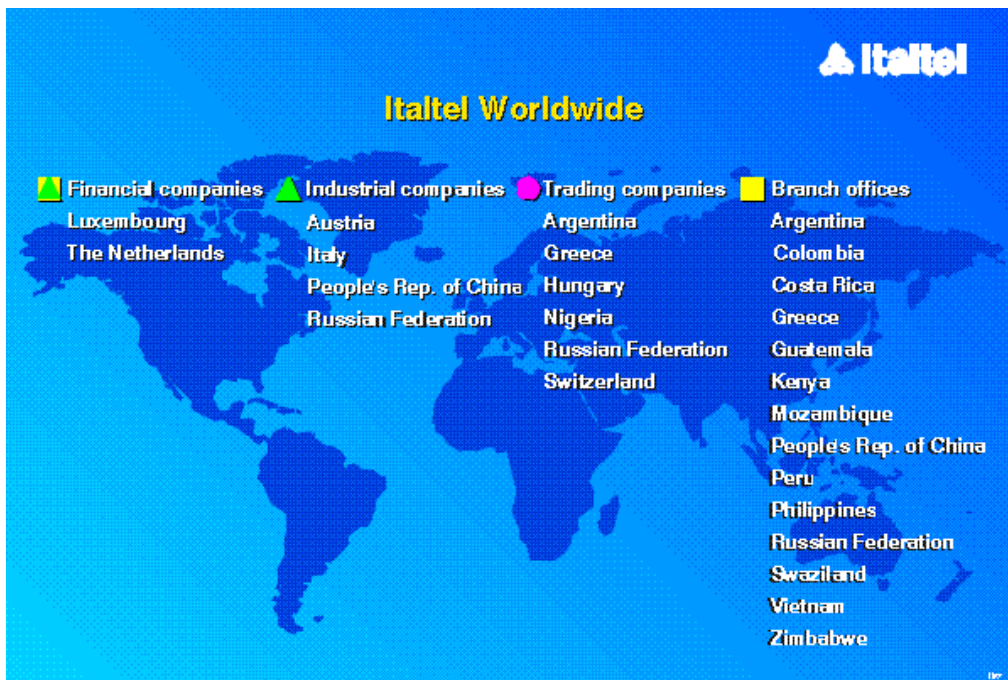 Italtel
Italtel Worldwide
Financial companies
Luxembourg
The Netherlands
Industrial companies
Austria
Italy
People's Rep. of China
Russian Federation
Trading companies
Argentina
Greece
Hungary
Nigeria
Russian Federation
Switzerland
Branch offices
Argentina
Colombia
Costa Rica
Greece
Guatemala
Kenya
Mozambique
People's Rep. of China
Peru
Philippines
Russian Federation
Swaziland
Vietnam
Zimbabwe